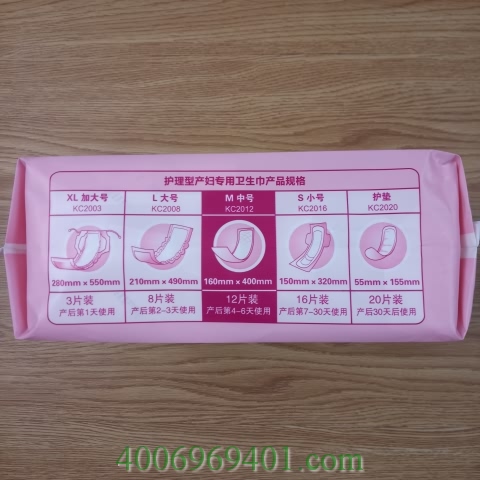 护理型产妇专用卫生巾产品规格
XL 加大号 L 大号 M 中号 S 小号 护垫
KC2003 KC2008 KC2012 KC2016 KC2020
280mm × 550mm 210mm × 490mm 160mm × 400mm 150mm × 320mm 55mm × 155mm
3片装 8片装 12片装 16片装 20片装
产后第1天使用 产后第2-3天使用 产后第4-6天使用 产后第7-30天使用 产后30天后使用
4006969401.com